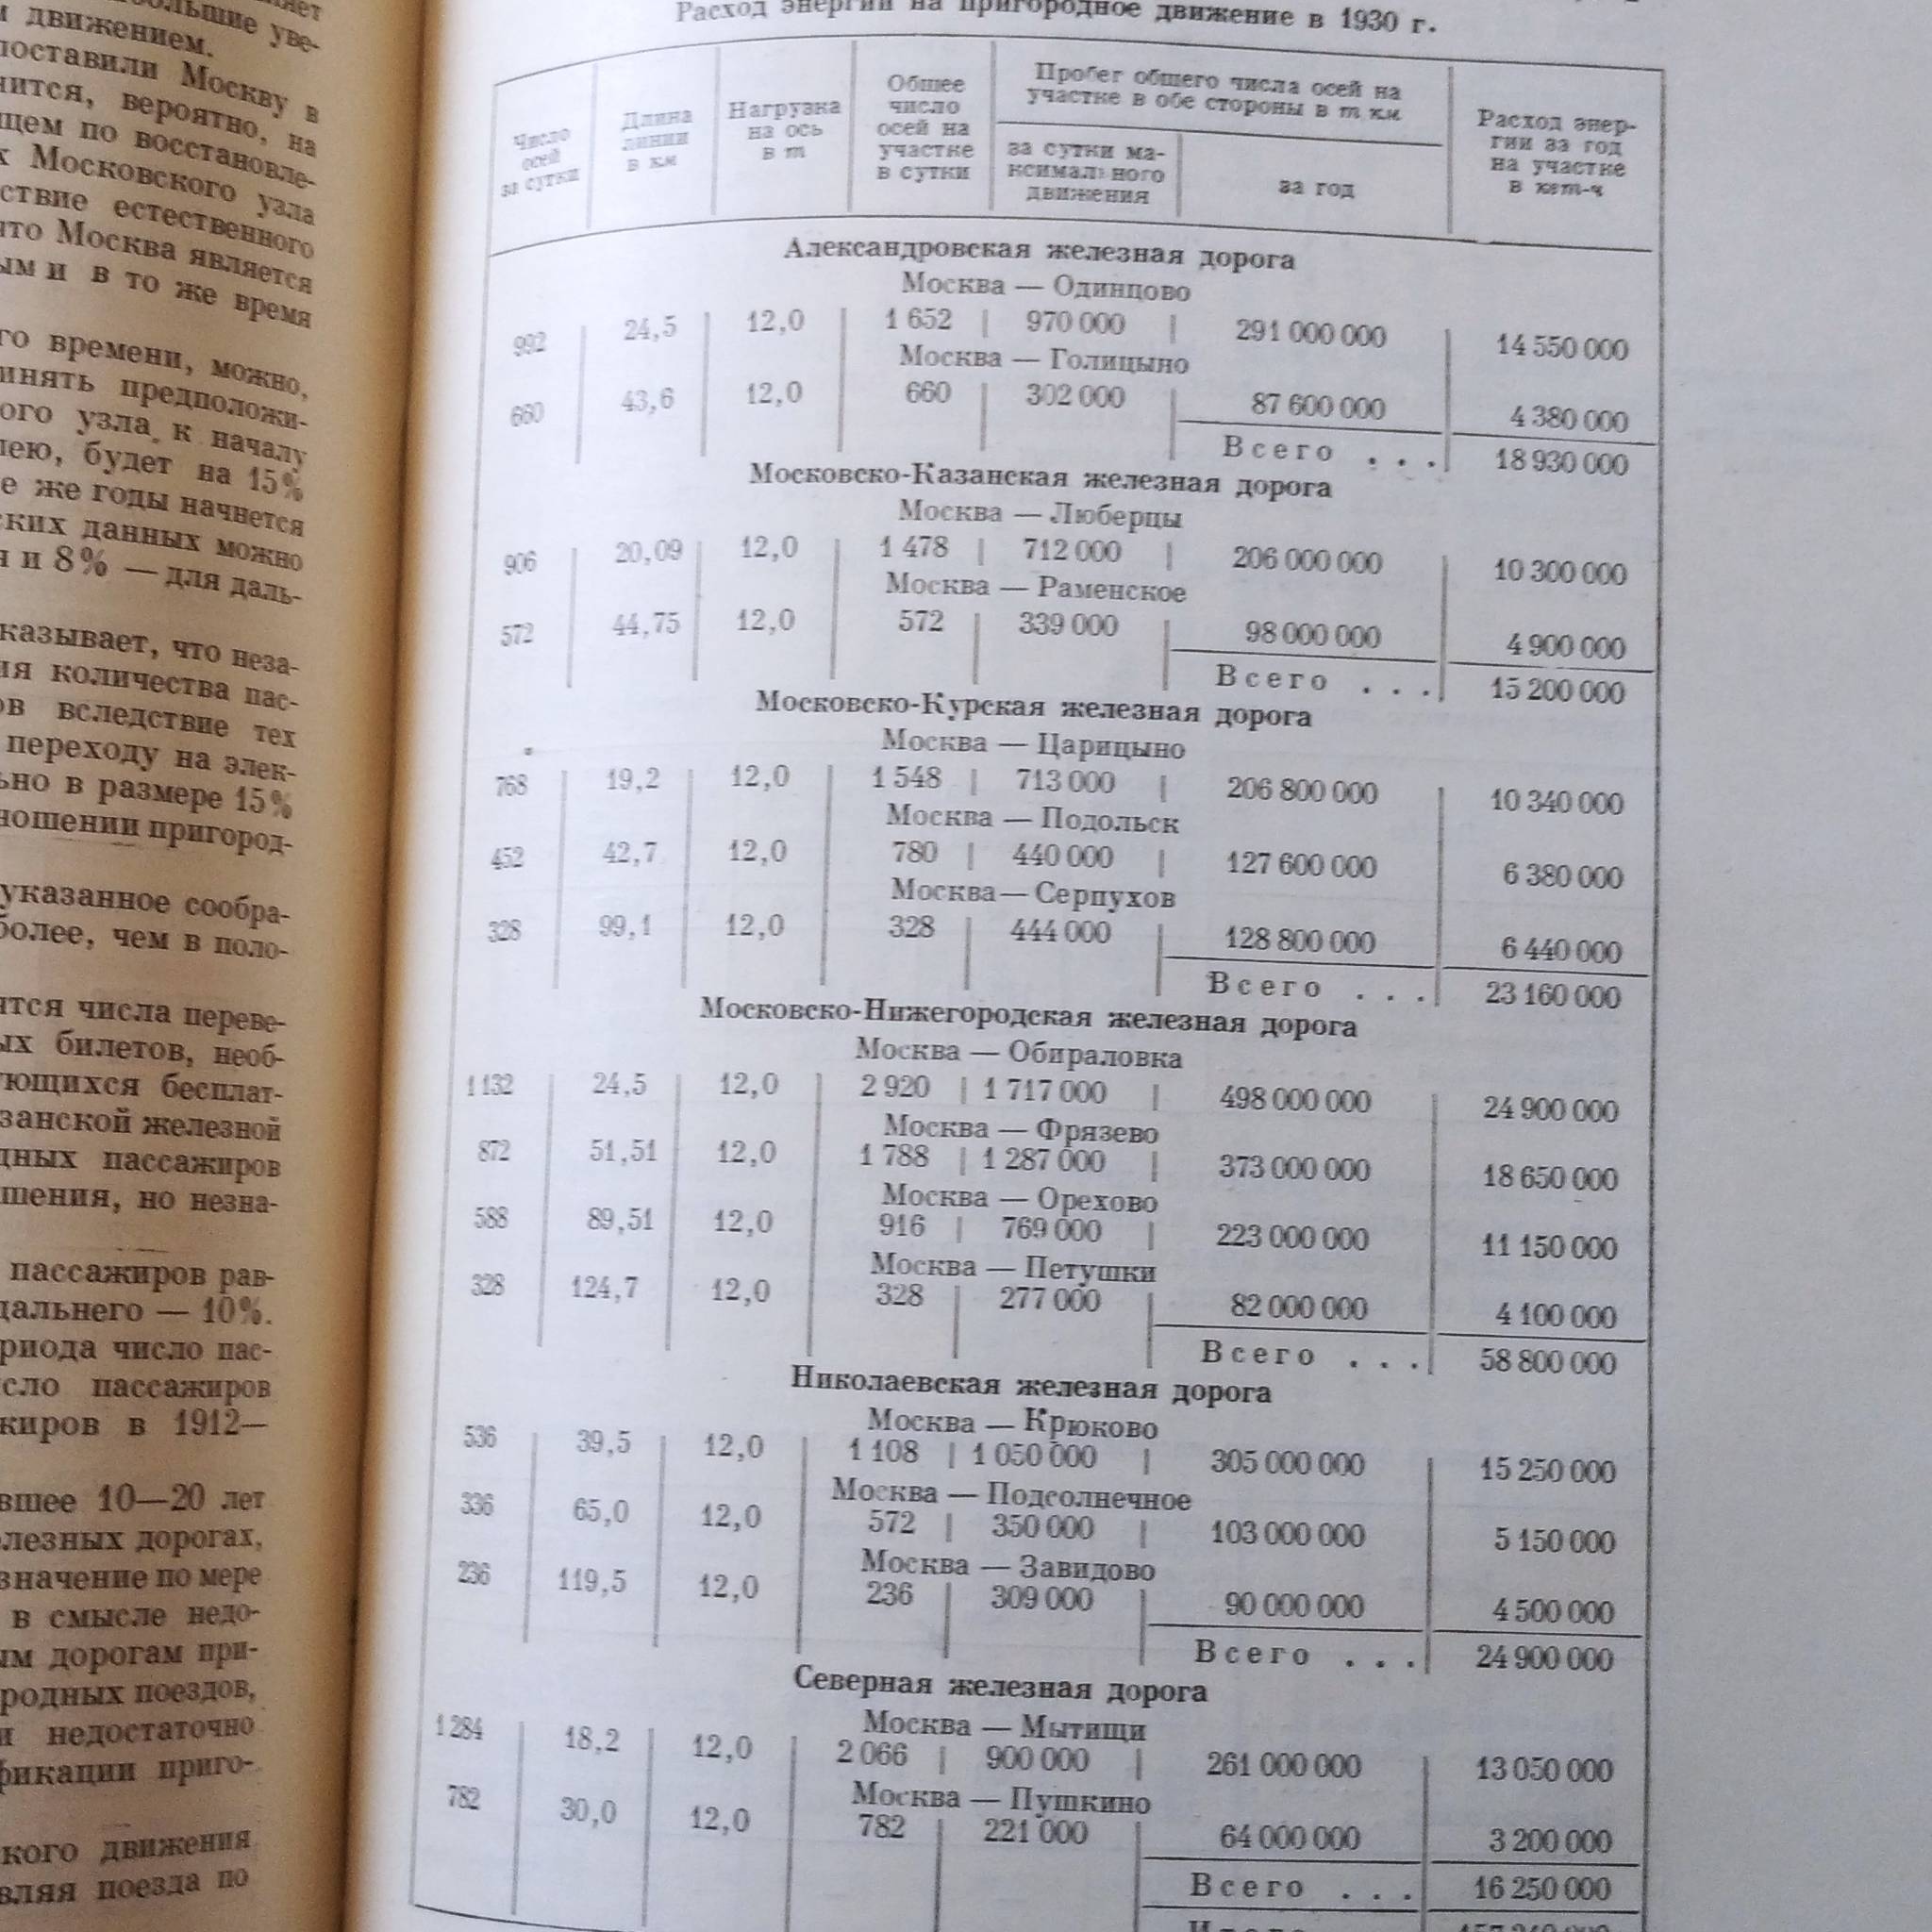 нает
большие уве-
движением.
поставили Москву в
нится, вероятно, на
щем по восстановле-
Московского узла
ствие естественного
что Москва является
ым и в то же время
го времени, можно,
инять предположи-
ого узла к началу
лею, будет на 15%
е же годы начнется
ских данных можно
и 8% — для даль-
казывает, что неза-
ия количества пас-
ов вследствие тех
переходу на элек-
ьно в размере 15%
ношении пригород-
указанное сообра-
более, чем в поло-
ятся числа переве-
ых билетов, необ-
ующихся бесплат-
занской железной
дных пассажиров
шения, но незна-
пассажиров рав-
дальнего — 10%.
риода число пас-
сло пассажиров
жиров в 1912—
вшее 10—20 лет
елезных дорогах,
значение по мере
в смысле недо-
ым дорогам при-
родных поездов,
и недостаточно
фикации приго-
кого движения
вляя поезда по
Расход энергии на пригородное движение в 1930 г.
Число осей за сутки
Длина линии в км
Нагрузка на ось в т
Общее число осей на участке в сутки
Пробег общего числа осей на участке в обе стороны в т км
за сутки максимального движения
за год
Расход энергии за год на участке в квт-ч
Александровская железная дорога
Москва — Одинцово
992 24,5 12,0 1 652 970 000 291 000 000 14 550 000
Москва — Голицыно
660 43,6 12,0 660 302 000 87 600 000 4 380 000
Всего . . . 18 930 000
Московско-Казанская железная дорога
Москва — Люберцы
906 20,09 12,0 1 478 712 000 206 000 000 10 300 000
Москва — Раменское
572 44,75 12,0 572 339 000 98 000 000 4 900 000
Всего . . . 15 200 000
Московско-Курская железная дорога
Москва — Царицыно
768 19,2 12,0 1 548 713 000 206 800 000 10 340 000
Москва — Подольск
452 42,7 12,0 780 440 000 127 600 000 6 380 000
Москва — Серпухов
328 99,1 12,0 328 444 000 128 800 000 6 440 000
Всего . . . 23 160 000
Московско-Нижегородская железная дорога
Москва — Обираловка
1 132 24,5 12,0 2 920 1 717 000 498 000 000 24 900 000
Москва — Фрязево
872 51,51 12,0 1 788 1 287 000 373 000 000 18 650 000
Москва — Орехово
588 89,51 12,0 916 769 000 223 000 000 11 150 000
Москва — Петушки
328 124,7 12,0 328 277 000 82 000 000 4 100 000
Всего . . . 58 800 000
Николаевская железная дорога
Москва — Крюково
536 39,5 12,0 1 108 1 050 000 305 000 000 15 250 000
Москва — Подсолнечное
336 65,0 12,0 572 350 000 103 000 000 5 150 000
Москва — Завидово
236 119,5 12,0 236 309 000 90 000 000 4 500 000
Всего . . . 24 900 000
Северная железная дорога
Москва — Мытищи
1 284 18,2 12,0 2 066 900 000 261 000 000 13 050 000
Москва — Пушкино
782 30,0 12,0 782 221 000 64 000 000 3 200 000
Всего . . . 16 250 000